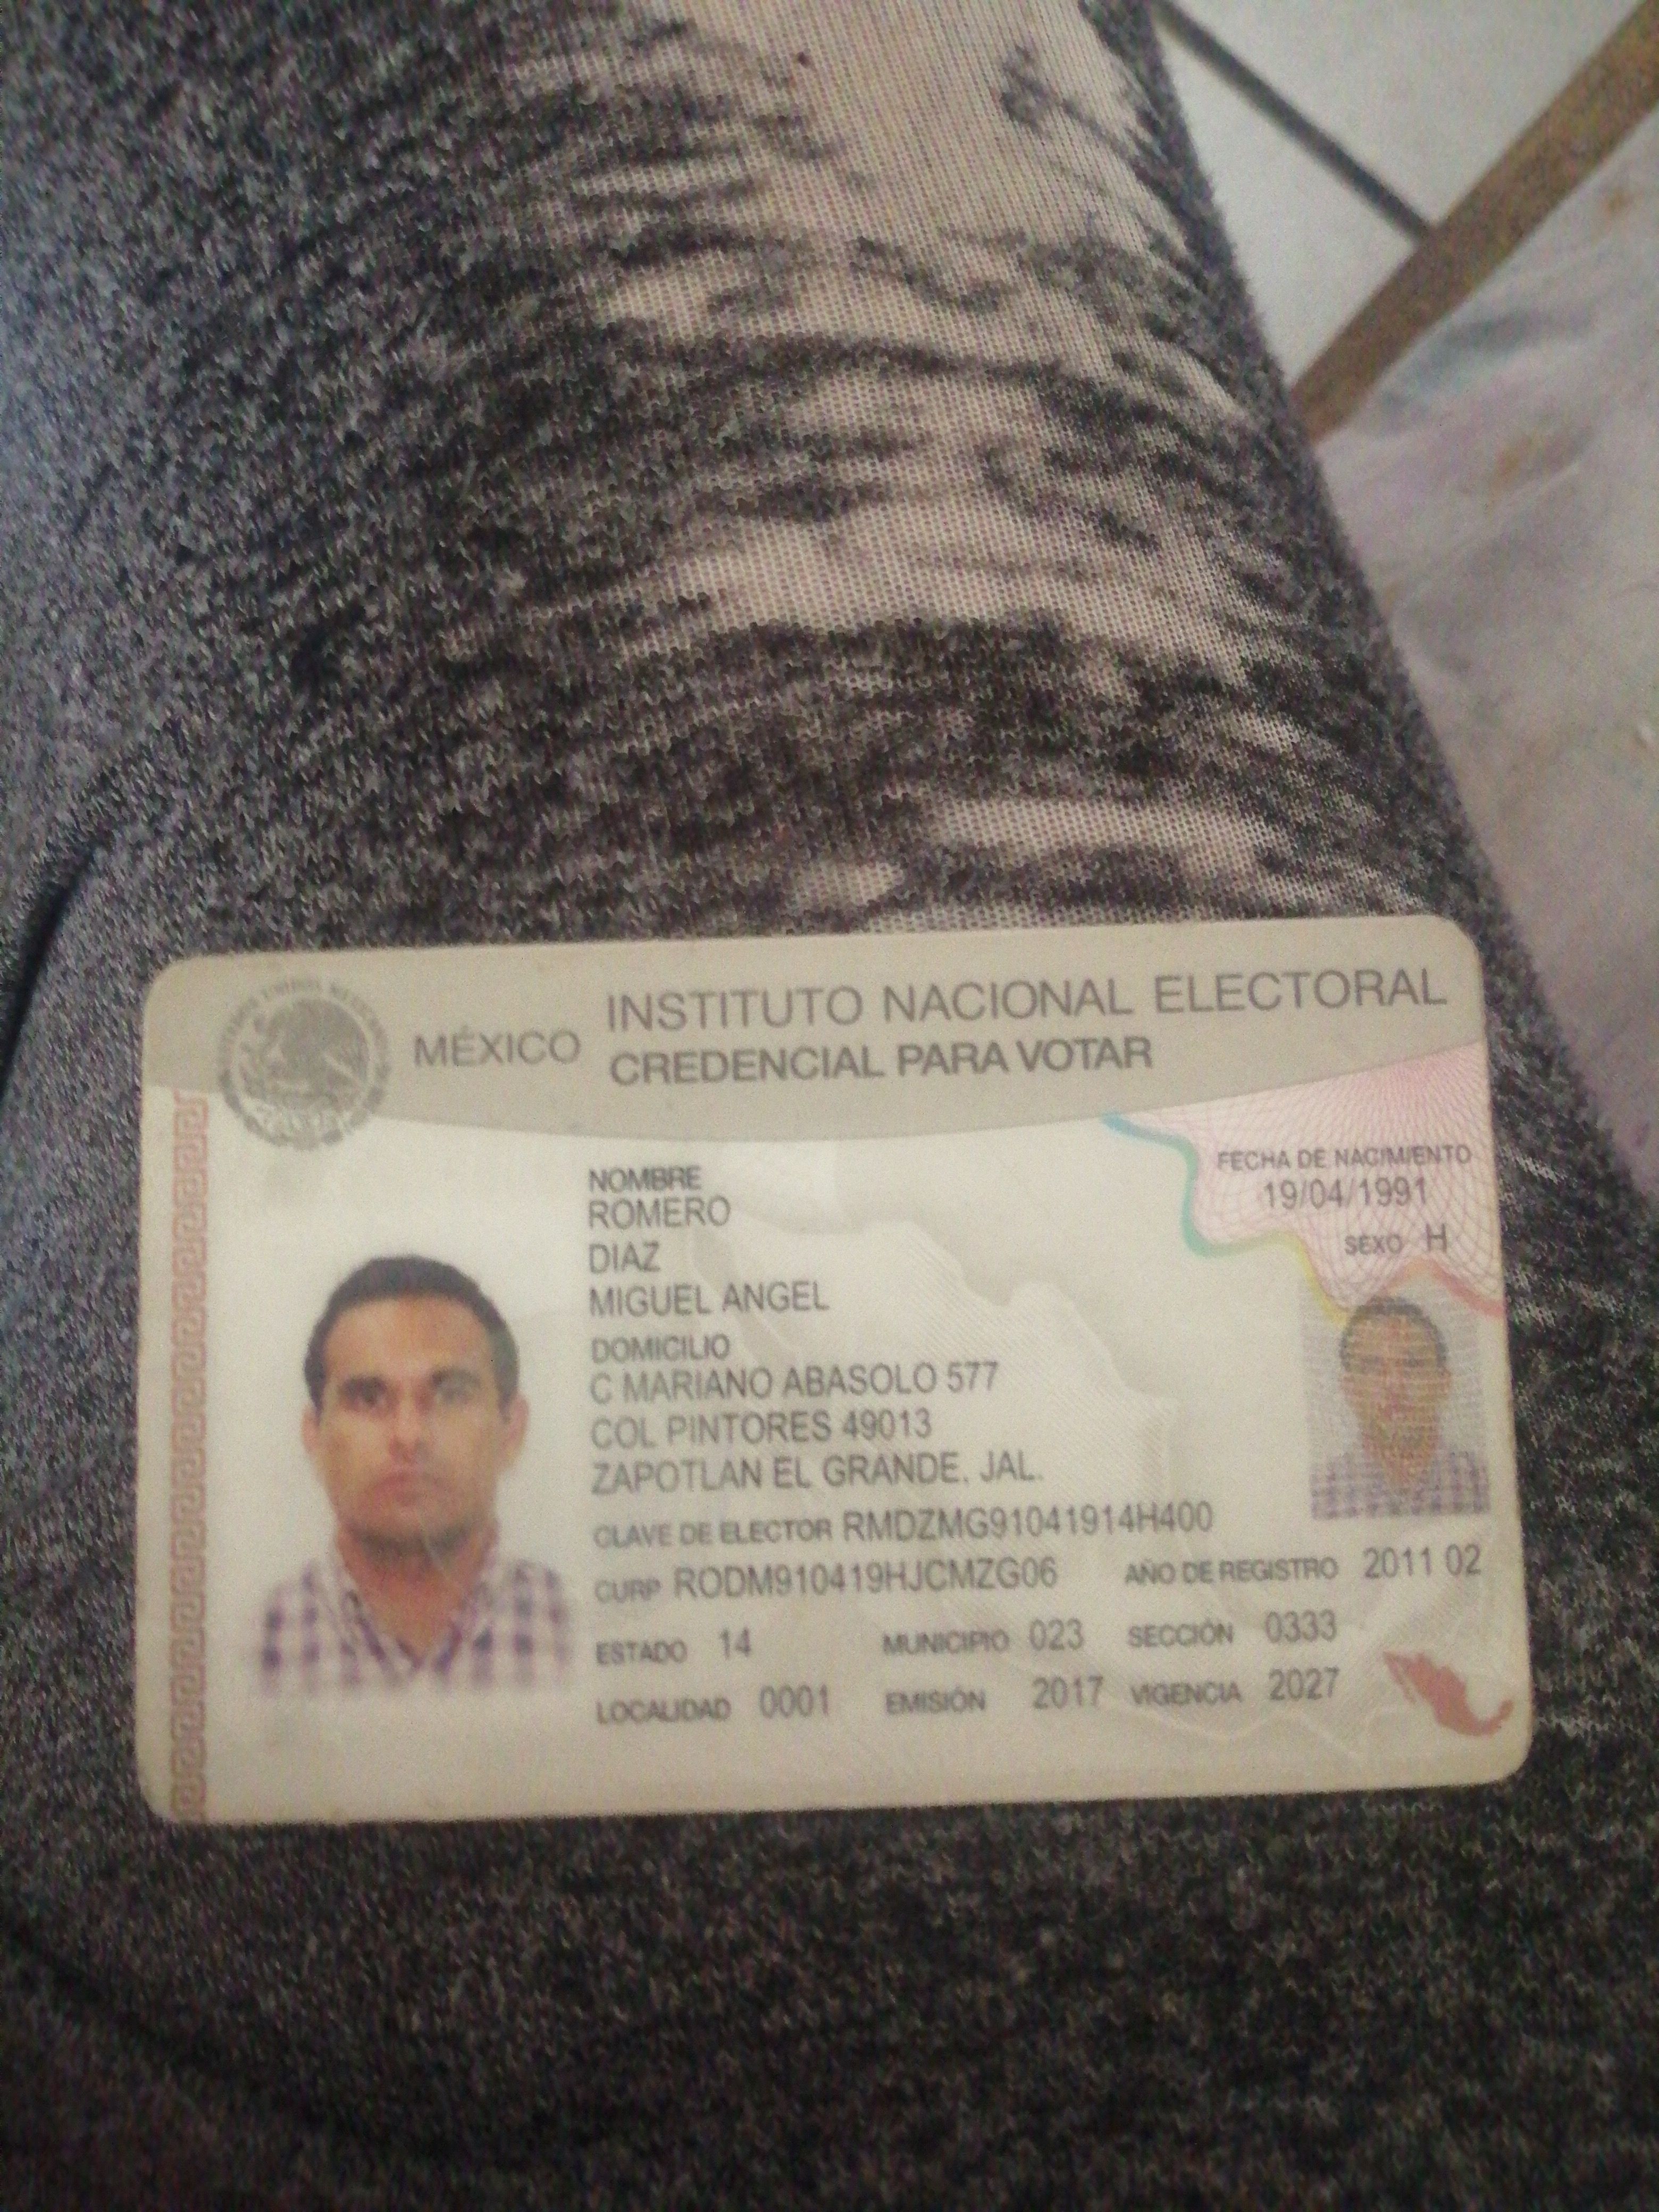 MÉXICO
INSTITUTO NACIONAL ELECTORAL
CREDENCIAL PARA VOTAR
FECHA DE NACIMIENTO
19/04/1991
SEXO H
NOMBRE
ROMERO
DIAZ
MIGUEL ANGEL
DOMICILIO
C MARIANO ABASOLO 577
COL PINTORES 49013
ZAPOTLAN EL GRANDE, JAL.
CLAVE DE ELECTOR RMDZMG91041914H400
CURP RODM910419HJCMZG06 AÑO DE REGISTRO 2011 02
ESTADO 14 MUNICIPIO 023 SECCIÓN 0333
LOCALIDAD 0001 EMISIÓN 2017 VIGENCIA 2027